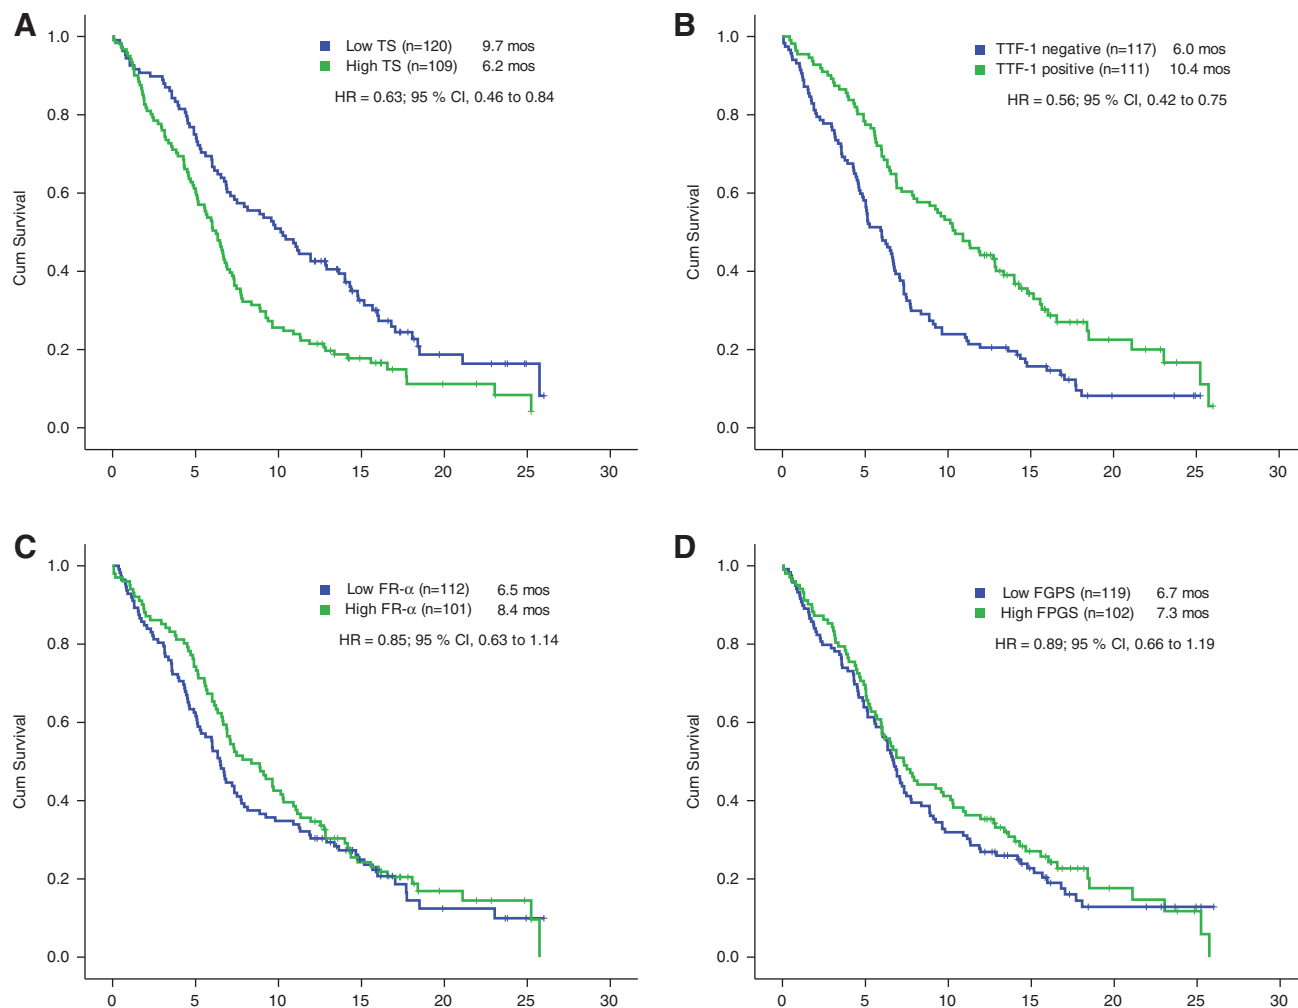 A
Cum Survival
1.0
0.8
0.6
0.4
0.2
0.0
0 5 10 15 20 25 30
Low TS (n=120) 9.7 mos
High TS (n=109) 6.2 mos
HR = 0.63; 95 % CI, 0.46 to 0.84
B
Cum Survival
1.0
0.8
0.6
0.4
0.2
0.0
0 5 10 15 20 25 30
TTF-1 negative (n=117) 6.0 mos
TTF-1 positive (n=111) 10.4 mos
HR = 0.56; 95 % CI, 0.42 to 0.75
C
Cum Survival
1.0
0.8
0.6
0.4
0.2
0.0
0 5 10 15 20 25 30
Low FR-α (n=112) 6.5 mos
High FR-α (n=101) 8.4 mos
HR = 0.85; 95 % CI, 0.63 to 1.14
D
Cum Survival
1.0
0.8
0.6
0.4
0.2
0.0
0 5 10 15 20 25 30
Low FGPS (n=119) 6.7 mos
High FPGS (n=102) 7.3 mos
HR = 0.89; 95 % CI, 0.66 to 1.19